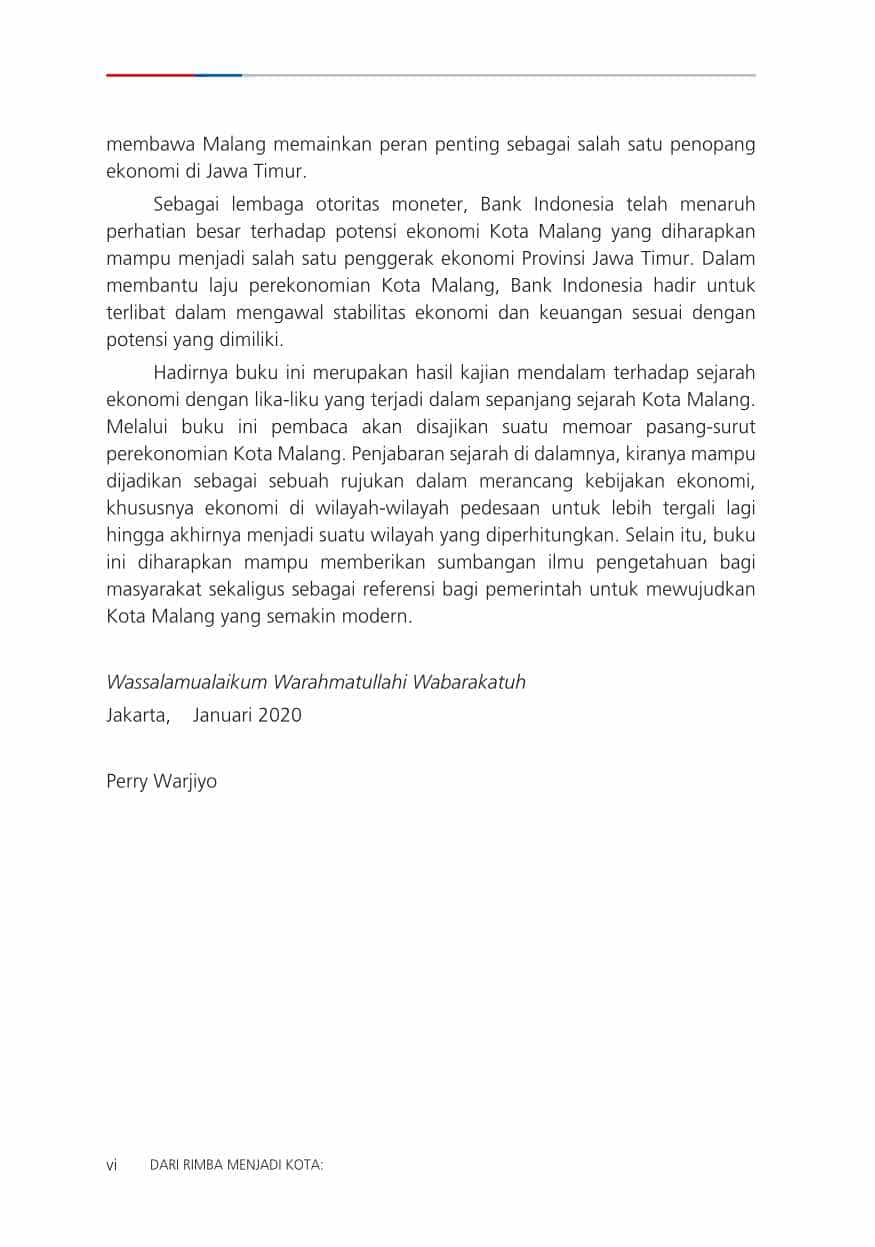 membawa Malang memainkan peran penting sebagai salah satu penopang
ekonomi di Jawa Timur.
Sebagai lembaga otoritas moneter, Bank Indonesia telah menaruh
perhatian besar terhadap potensi ekonomi Kota Malang yang diharapkan
mampu menjadi salah satu penggerak ekonomi Provinsi Jawa Timur. Dalam
membantu laju perekonomian Kota Malang, Bank Indonesia hadir untuk
terlibat dalam mengawal stabilitas ekonomi dan keuangan sesuai dengan
potensi yang dimiliki.
Hadirnya buku ini merupakan hasil kajian mendalam terhadap sejarah
ekonomi dengan lika-liku yang terjadi dalam sepanjang sejarah Kota Malang.
Melalui buku ini pembaca akan disajikan suatu memoar pasang-surut
perekonomian Kota Malang. Penjabaran sejarah di dalamnya, kiranya mampu
dijadikan sebagai sebuah rujukan dalam merancang kebijakan ekonomi,
khususnya ekonomi di wilayah-wilayah pedesaan untuk lebih tergali lagi
hingga akhirnya menjadi suatu wilayah yang diperhitungkan. Selain itu, buku
ini diharapkan mampu memberikan sumbangan ilmu pengetahuan bagi
masyarakat sekaligus sebagai referensi bagi pemerintah untuk mewujudkan
Kota Malang yang semakin modern.
Wassalamualaikum Warahmatullahi Wabarakatuh
Jakarta, Januari 2020
Perry Warjiyo
vi DARI RIMBA MENJADI KOTA: